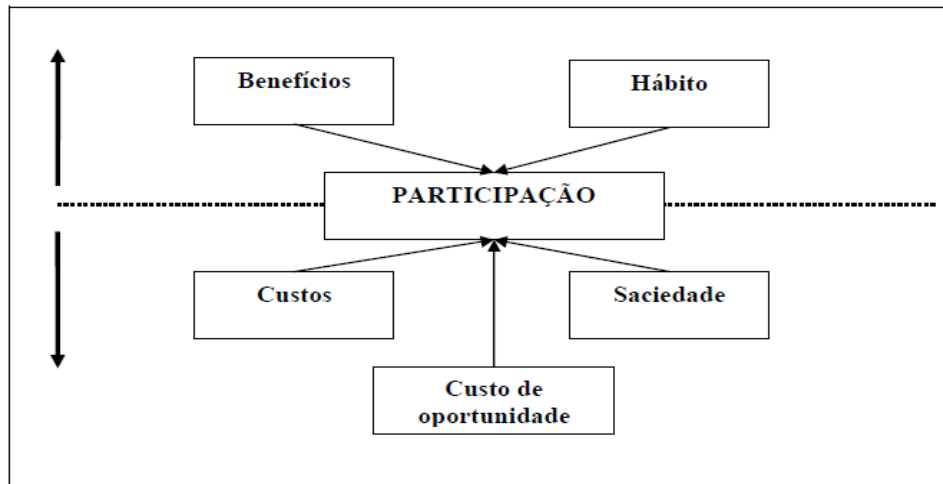 Benefícios
Hábito
PARTICIPAÇÃO
Custos
Saciedade
Custo de
oportunidade